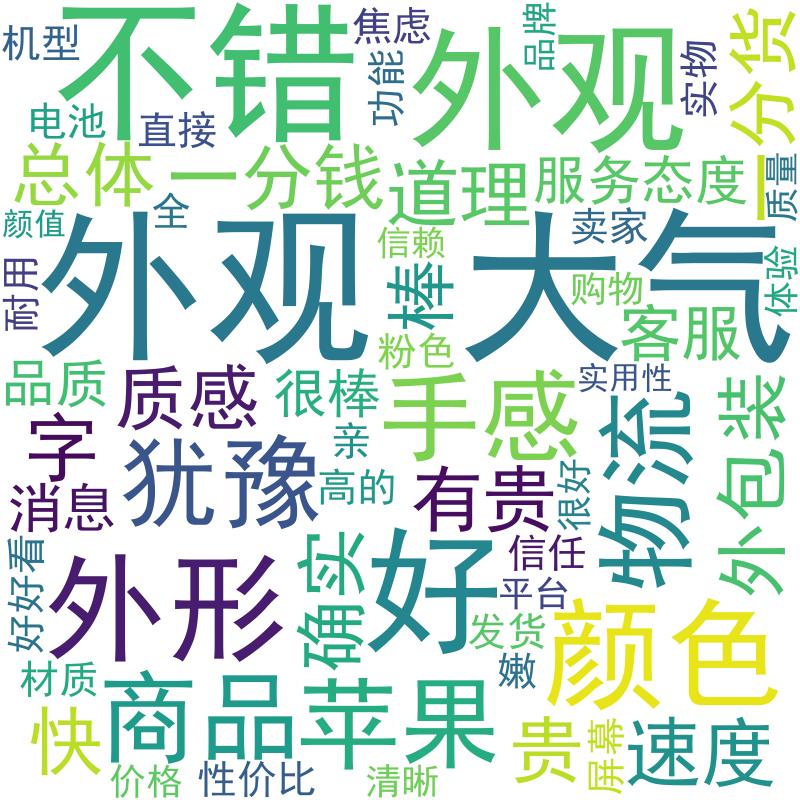 机型
不错
焦虑
功能
外观
品牌
实物
分货
电池
直接
总体
一分钱
道理
服务态度
一
质量
颜值
全
外观
大气
信赖
卖家
棒
购物
体验
耐用
客服
粉色
品质
质感
很棒
手感
实用性
物流
外包装
字
犹豫
亲
消息
高的
有贵
很好
好好看
外形
确实
好
信任
平台
发货
嫩
颜色
材质
商品
苹果
快
贵
屏幕
速度
价格
性价比
清晰